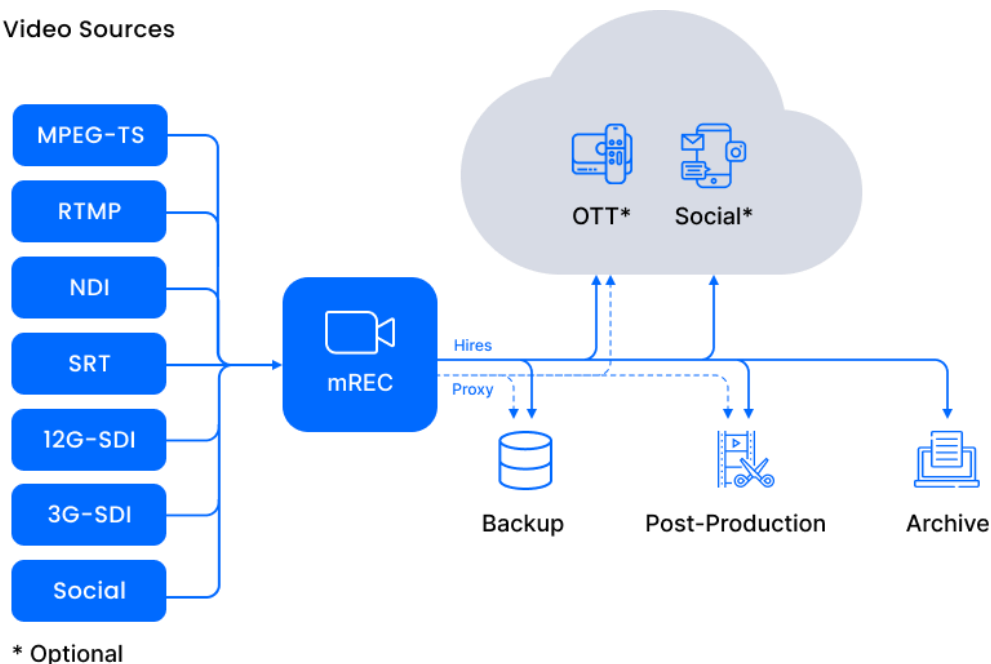 Video Sources
MPEG-TS
RTMP
NDI
SRT
12G-SDI
3G-SDI
Social
* Optional
mREC
Hires
Proxy
OTT*
Social*
Backup
Post-Production
Archive